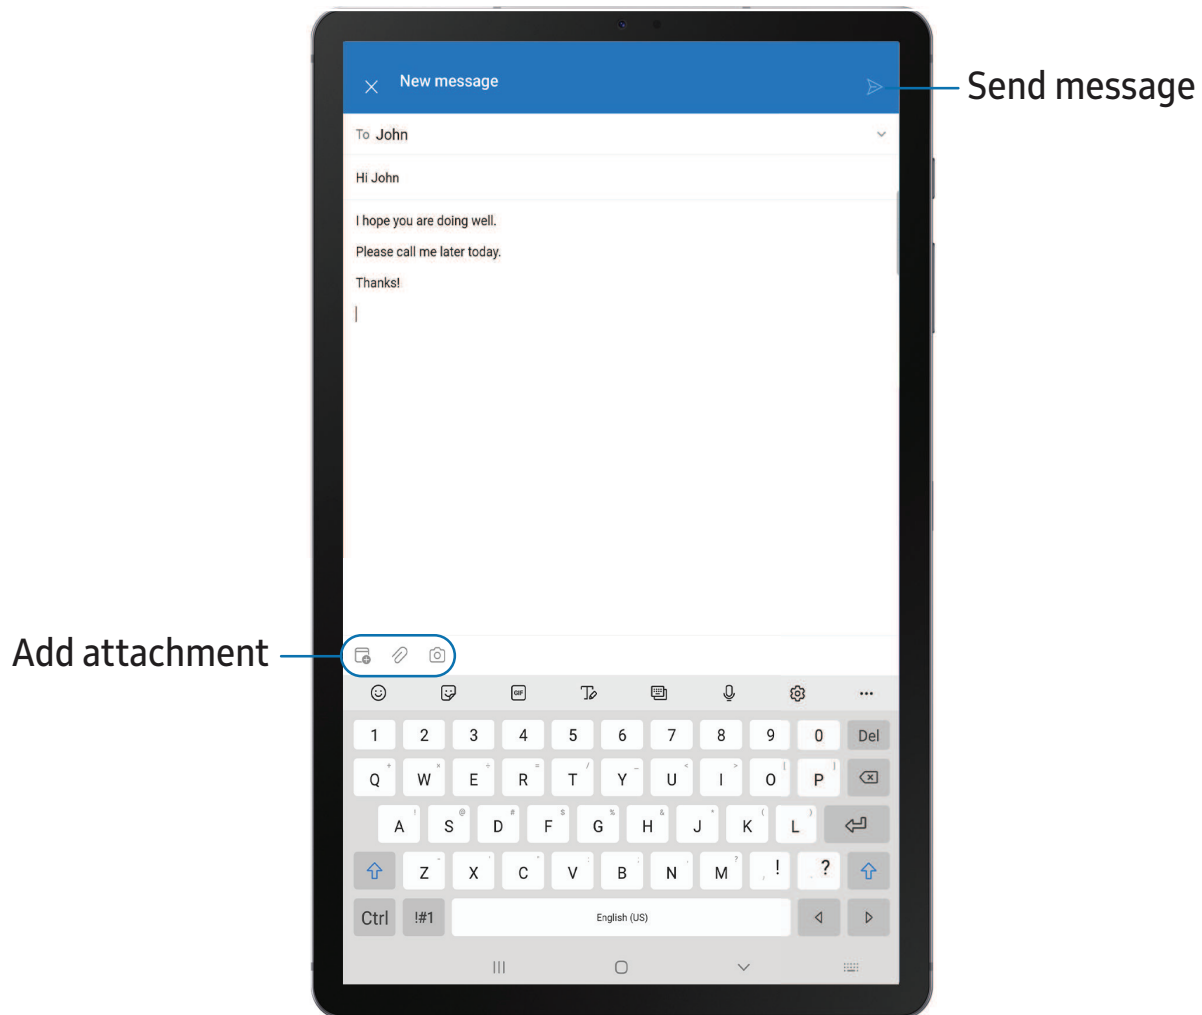 New message
Send message
To John
Hi John
I hope you are doing well.
Please call me later today.
Thanks!
Add attachment
GIF
1 2 3 4 5 6 7 8 9 0 Del
Q W E R T Y U I O P
A S D F G H J K L
Z X C V B N M ! ?
Ctrl !#1 English (US)